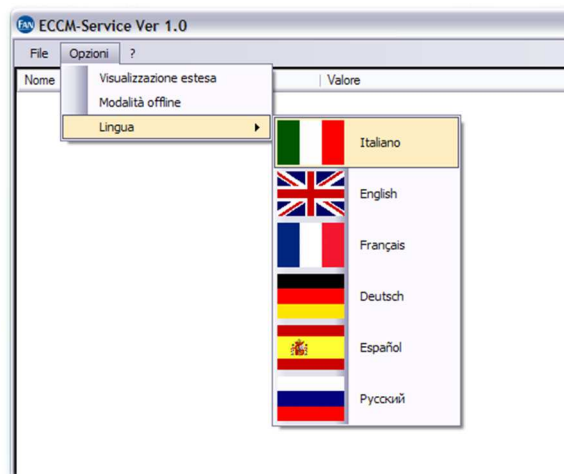 FAN ECCM-Service Ver 1.0
File Opzioni ?
Nome Valore
Visualizzazione estesa
Modalità offline
Lingua
Italiano
English
Français
Deutsch
Español
Русский